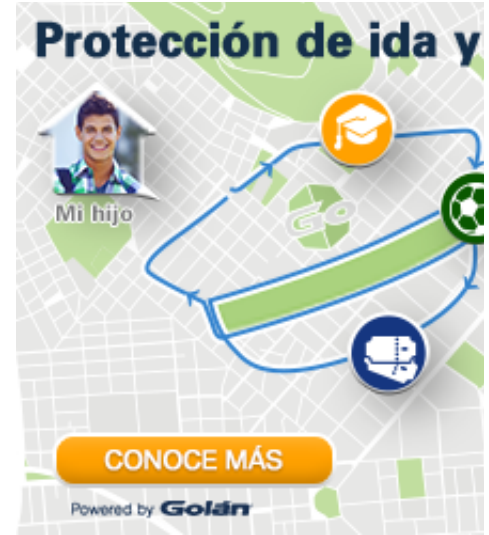 Protección de ida y
Mi hijo
GO
CONOCE MÁS
Powered by Golán